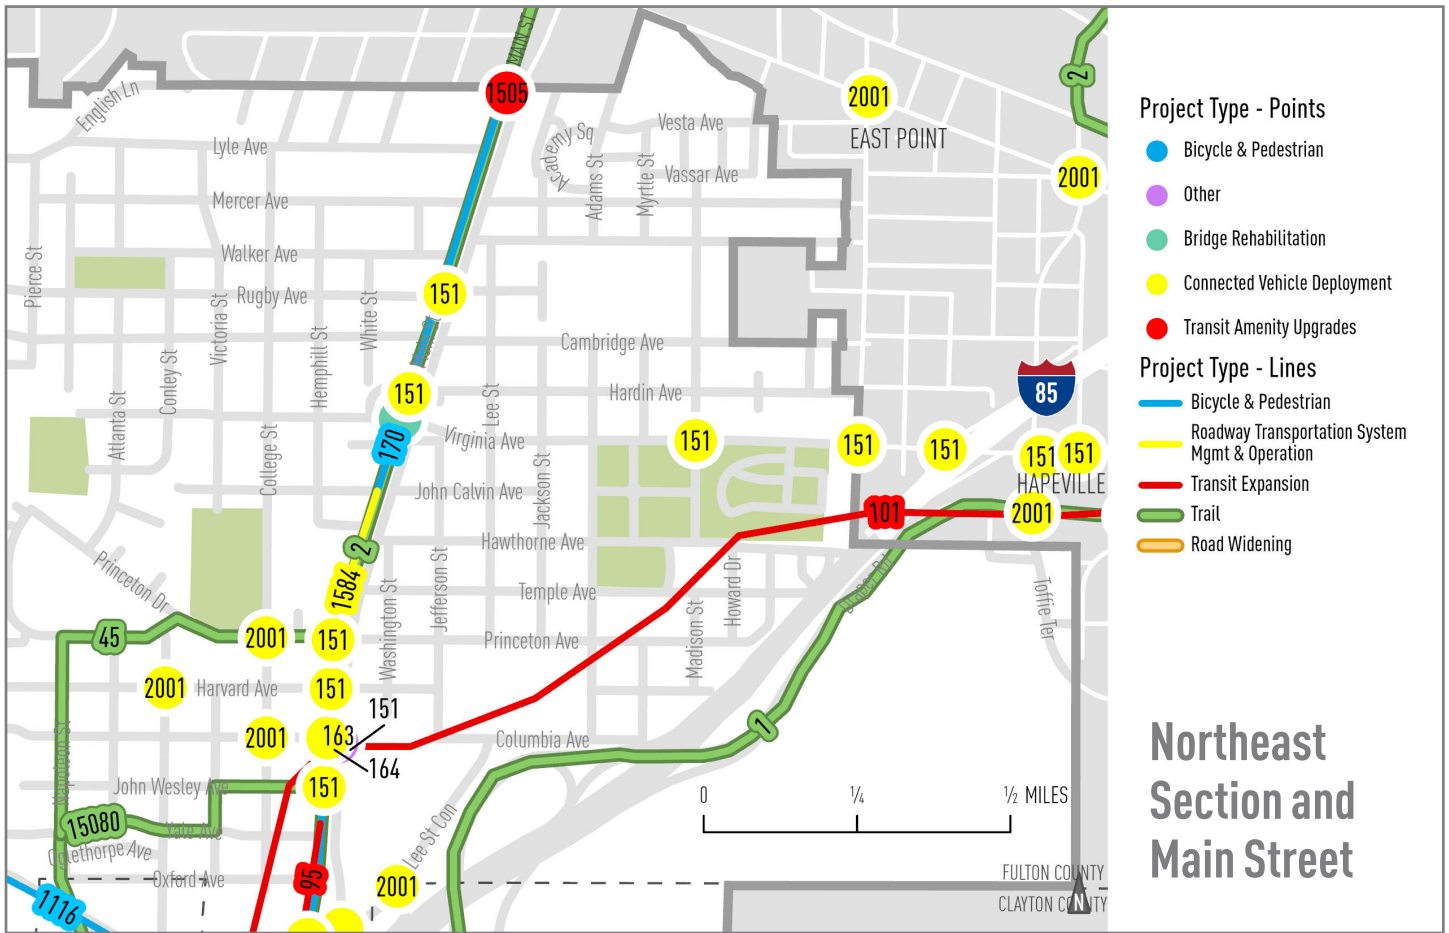 MAIN ST
1505
2001
EAST POINT
2
2001
English Ln
Lyle Ave
Academy Sq
Vesta Ave
Adams St
Myrtle St
Vassar Ave
Mercer Ave
Pierce St
Walker Ave
Rugby Ave
151
Victoria St
White St
Hemphill St
Conley St
Cambridge Ave
Hardin Ave
85
151
Atlanta St
Lee St
College St
170
Virginia Ave
151
151
151
151
151
HAPEVILLE
John Calvin Ave
Jackson St
101
2001
2
Hawthorne Ave
1584
Princeton Dr
Jefferson St
Washington St
Temple Ave
Howard Dr
Madison St
Toffie Ter
45
2001
151
Princeton Ave
2001
Harvard Ave
151
151
2001
163
164
Columbia Ave
1
John Wesley Ave
151
15080
Yale Ave
Lee St Con
Oglethorpe Ave
Oxford Ave
95
2001
1116
0
1/4
1/2 MILES
FULTON COUNTY
CLAYTON COUNTY
N
Project Type - Points
Bicycle & Pedestrian
Other
Bridge Rehabilitation
Connected Vehicle Deployment
Transit Amenity Upgrades
Project Type - Lines
Bicycle & Pedestrian
Roadway Transportation System
Mgmt & Operation
Transit Expansion
Trail
Road Widening
Northeast
Section and
Main Street